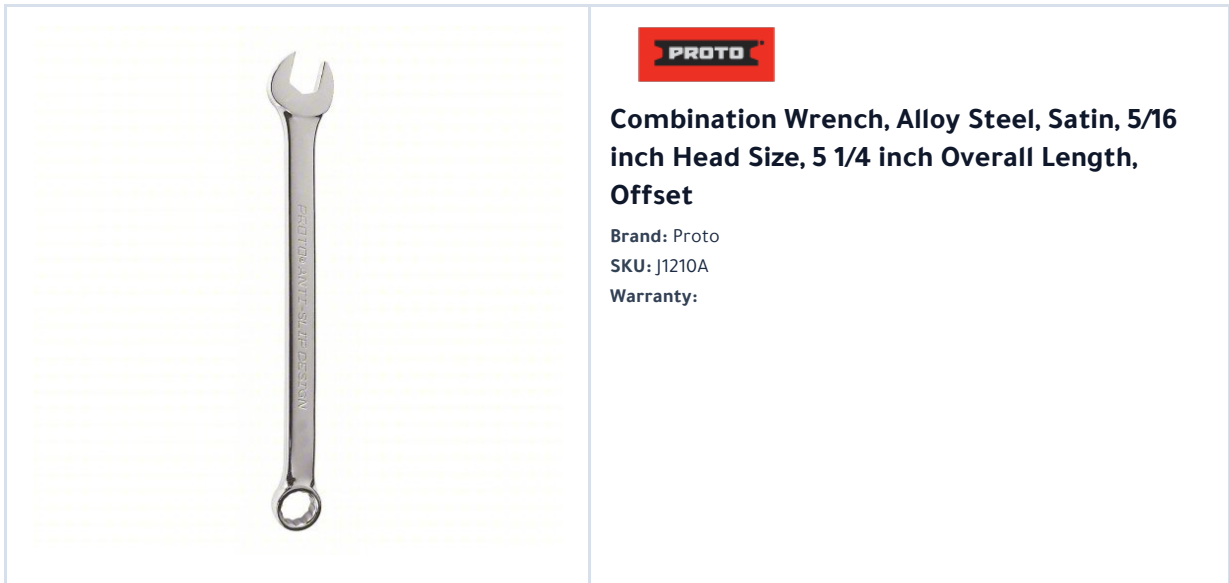 PROTO® ANTI-SLIP DESIGN
PROTO
Combination Wrench, Alloy Steel, Satin, 5/16
inch Head Size, 5 1/4 inch Overall Length,
Offset
Brand: Proto
SKU: J1210A
Warranty: